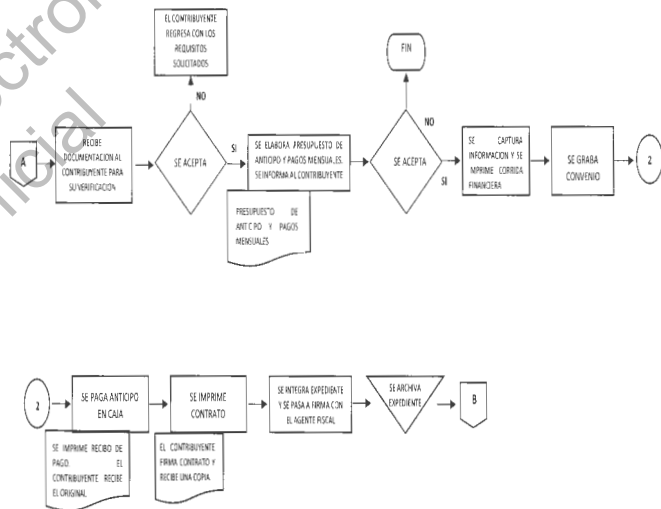 EL CONTRIBUYENTE
REGRESA CON LOS
REQUISITOS
SOLICITADOS
NO
FIN
NO
A
RECIBE
DOCUMENTACION AL
CONTRIBUYENTE PARA
SU VERIFICACION
SE ACEPTA
SI
SE ELABORA PRESUPUESTO DE
ANTICIPO Y PAGOS MENSUALES.
SE INFORMA AL CONTRIBUYENTE
PRESUPUESTO DE
ANTICIPO Y PAGOS
MENSUALES
SE ACEPTA
SI
SE CAPTURA
INFORMACION Y SE
IMPRIME CORRIDA
FINANCIERA
SE GRABA
CONVENIO
2
2
SE PAGA ANTICIPO
EN CAJA
SE IMPRIME RECIBO DE
PAGO. EL
CONTRIBUYENTE RECIBE
EL ORIGINAL
SE IMPRIME
CONTRATO
EL CONTRIBUYENTE
FIRMA CONTRATO Y
RECIBE UNA COPIA.
SE INTEGRA EXPEDIENTE
Y SE PASA A FIRMA CON
EL AGENTE FISCAL
SE ARCHIVA
EXPEDIENTE
B